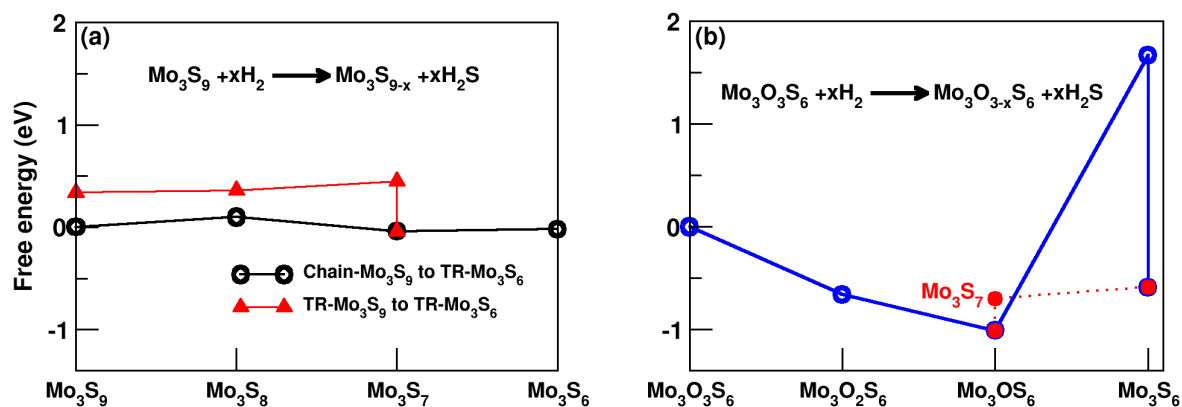 2
(a)
Mo₃S₉ +xH₂ → Mo₃S₉₋ₓ +xH₂S
1
Free energy (eV)
0
Chain-Mo₃S₉ to TR-Mo₃S₆
TR-Mo₃S₉ to TR-Mo₃S₆
-1
Mo₃S₉ Mo₃S₈ Mo₃S₇ Mo₃S₆
2
(b)
Mo₃O₃S₆ +xH₂ → Mo₃O₃₋ₓS₆ +xH₂S
1
0
Mo₃S₇
-1
Mo₃O₃S₆ Mo₃O₂S₆ Mo₃OS₆ Mo₃S₆